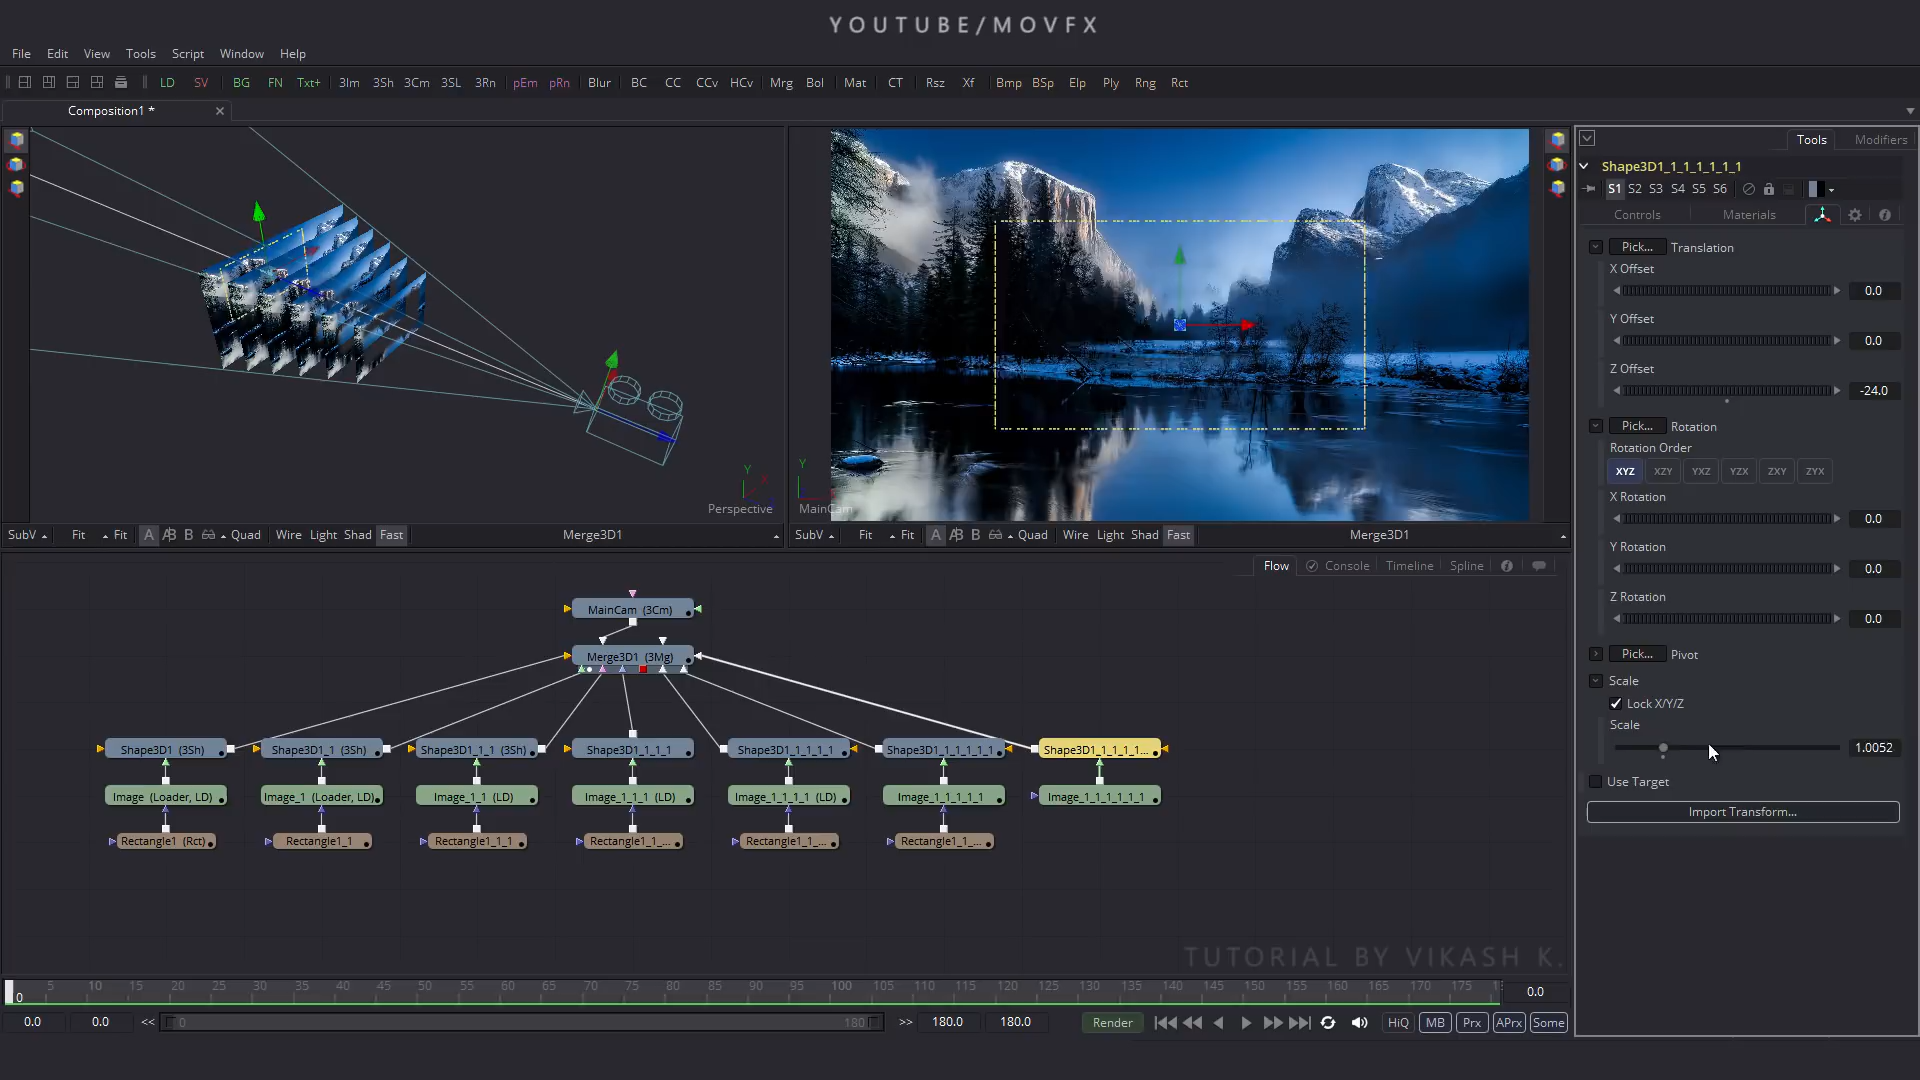 YOUTUBE/MOVFX
File Edit View Tools Script Window Help
LD SV BG FN Txt+ 3Im 3Sh 3Cm 3SL 3Rn pEm pRn Blur BC CC CCv HCv Mrg Bol Mat CT Rsz Xf Bmp BSp Elp Ply Rng Rct
Composition1 *
Tools Modifiers
Shape3D1_1_1_1_1_1_1
S1 S2 S3 S4 S5 S6
Controls Materials
Pick... Translation
X Offset
0.0
Y Offset
0.0
Z Offset
-24.0
Pick... Rotation
Rotation Order
XYZ XZY YXZ YZX ZXY ZYX
X Rotation
0.0
Y Rotation
0.0
Z Rotation
0.0
Pick... Pivot
Scale
Lock X/Y/Z
Scale
1.0052
Use Target
Import Transform...
Y X
Perspective
Y
MainCam
SubV Fit Fit A A|B B Quad Wire Light Shad Fast Merge3D1
SubV Fit Fit A A|B B Quad Wire Light Shad Fast Merge3D1
Flow Console Timeline Spline
MainCam (3Cm)
Merge3D1 (3Mg)
Shape3D1 (3Sh) Shape3D1_1 (3Sh) Shape3D1_1_1 (3Sh) Shape3D1_1_1_1 Shape3D1_1_1_1_1 Shape3D1_1_1_1_1_1 Shape3D1_1_1_1_1...
Image (Loader, LD) Image_1 (Loader, LD) Image_1_1 (LD) Image_1_1_1 (LD) Image_1_1_1_1 (LD) Image_1_1_1_1_1 Image_1_1_1_1_1_1
Rectangle1 (Rct) Rectangle1_1 Rectangle1_1_1 Rectangle1_1_... Rectangle1_1_... Rectangle1_1_...
TUTORIAL BY VIKASH K.
0 5 10 15 20 25 30 35 40 45 50 55 60 65 70 75 80 85 90 95 100 105 110 115 120 125 130 135 140 145 150 155 160 165 170 175
0.0
0.0 0.0 << 0 180 >> 180.0 180.0 Render HiQ MB Prx APrx Some